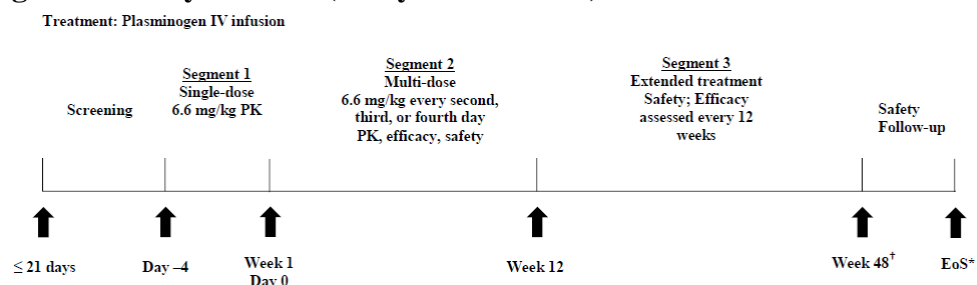 Treatment: Plasminogen IV infusion
Screening
Segment 1
Single-dose
6.6 mg/kg PK
Segment 2
Multi-dose
6.6 mg/kg every second,
third, or fourth day
PK, efficacy, safety
Segment 3
Extended treatment
Safety; Efficacy
assessed every 12
weeks
Safety
Follow-up
≤ 21 days
Day –4
Week 1
Day 0
Week 12
Week 48†
EoS*